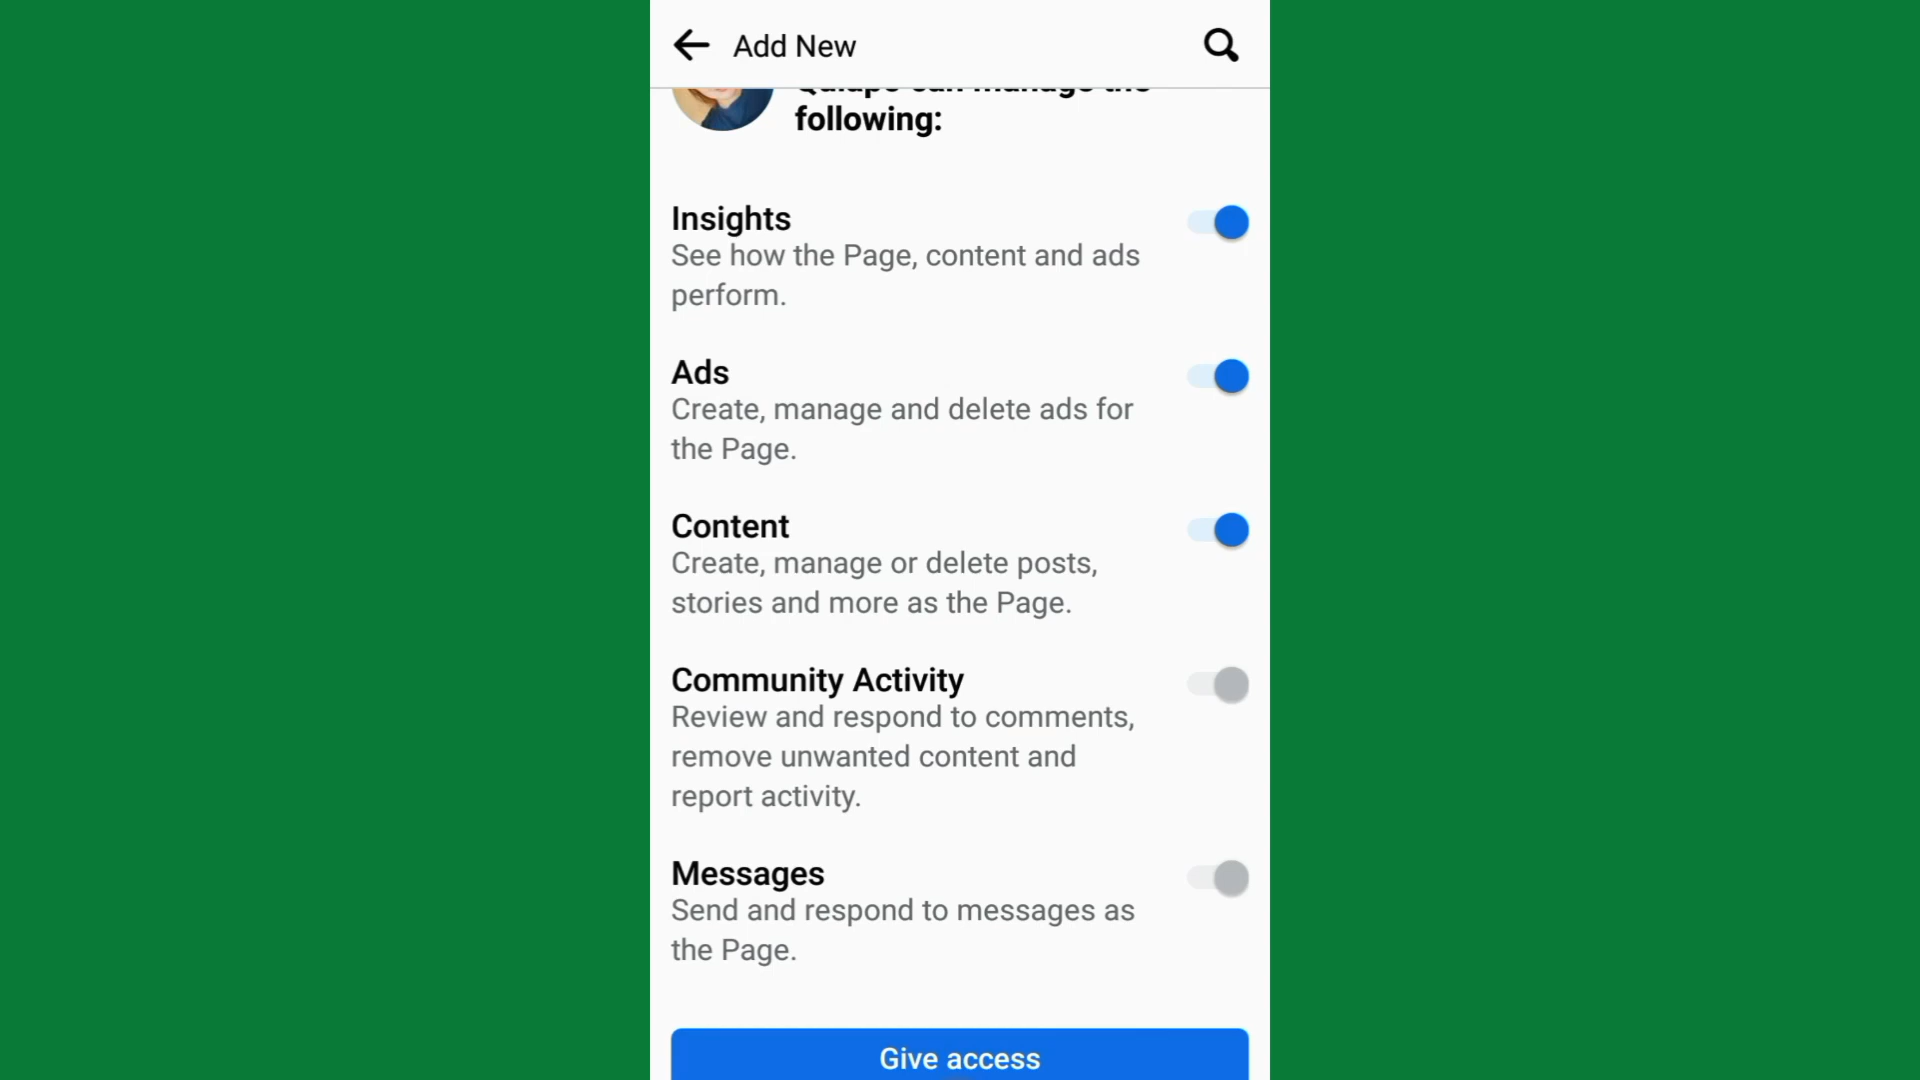 Add New
can manage the
following:
Insights
See how the Page, content and ads
perform.
Ads
Create, manage and delete ads for
the Page.
Content
Create, manage or delete posts,
stories and more as the Page.
Community Activity
Review and respond to comments,
remove unwanted content and
report activity.
Messages
Send and respond to messages as
the Page.
Give access